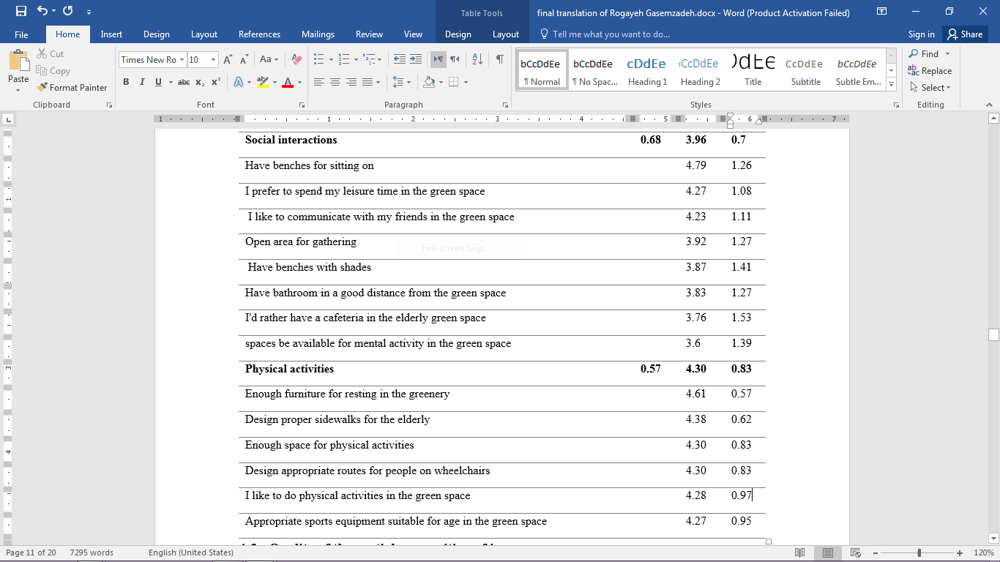 Table Tools
final translation of Rogayeh Gasemzadeh.docx - Word (Product Activation Failed)
File Home Insert Design Layout References Mailings Review View Design Layout Tell me what you want to do... Sign in Share
Paste
Cut
Copy
Format Painter
Clipboard
Times New Ro 10
Font
Paragraph
bCcDdEe bCcDdEe cDdEe ıCcDdEe CcDdEe bCcDdEe
¶ Normal ¶ No Spac... Heading 1 Heading 2 Title Subtitle Subtle Em...
Styles
Find
Replace
Select
Editing
1 1 2 3 4 5 6 7
Social interactions 0.68 3.96 0.7
Have benches for sitting on 4.79 1.26
I prefer to spend my leisure time in the green space 4.27 1.08
I like to communicate with my friends in the green space 4.23 1.11
Open area for gathering 3.92 1.27
Full-screen Snip
Have benches with shades 3.87 1.41
Have bathroom in a good distance from the green space 3.83 1.27
I'd rather have a cafeteria in the elderly green space 3.76 1.53
spaces be available for mental activity in the green space 3.6 1.39
Physical activities 0.57 4.30 0.83
Enough furniture for resting in the greenery 4.61 0.57
Design proper sidewalks for the elderly 4.38 0.62
Enough space for physical activities 4.30 0.83
Design appropriate routes for people on wheelchairs 4.30 0.83
I like to do physical activities in the green space 4.28 0.97
Appropriate sports equipment suitable for age in the green space 4.27 0.95
Page 11 of 20 7295 words English (United States) 120%